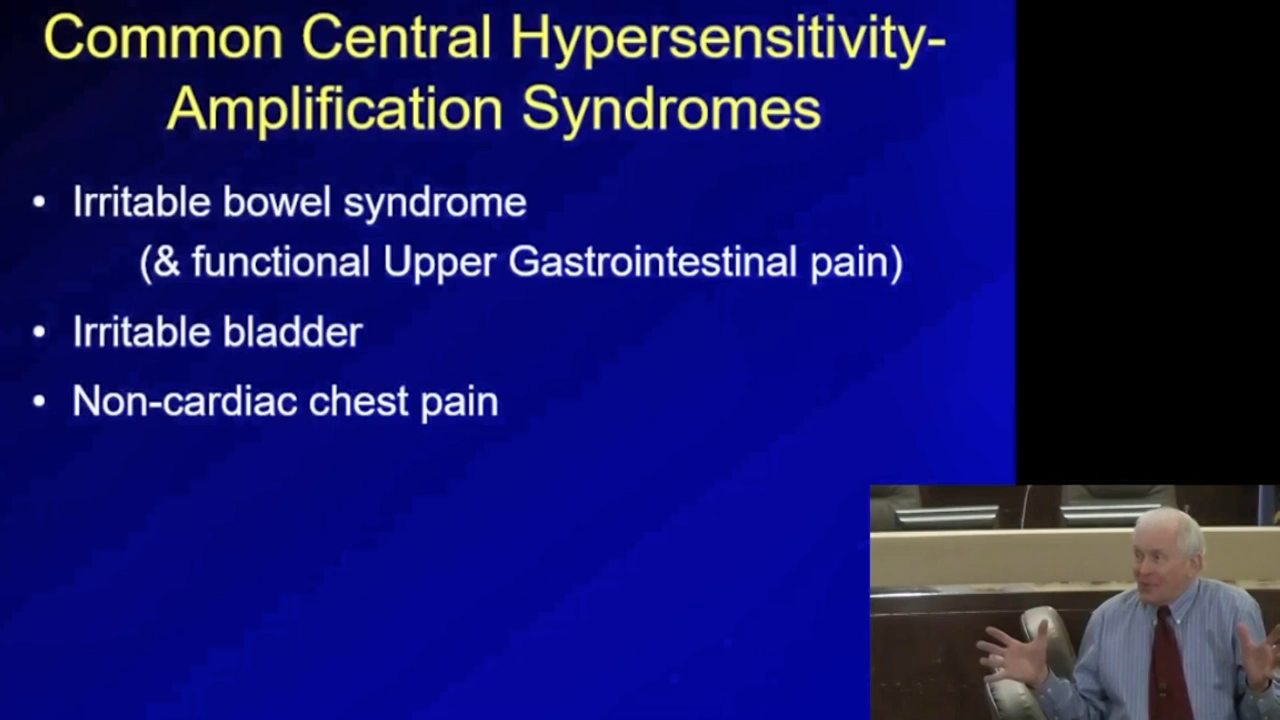 Common Central Hypersensitivity-
Amplification Syndromes
• Irritable bowel syndrome
(& functional Upper Gastrointestinal pain)
• Irritable bladder
• Non-cardiac chest pain